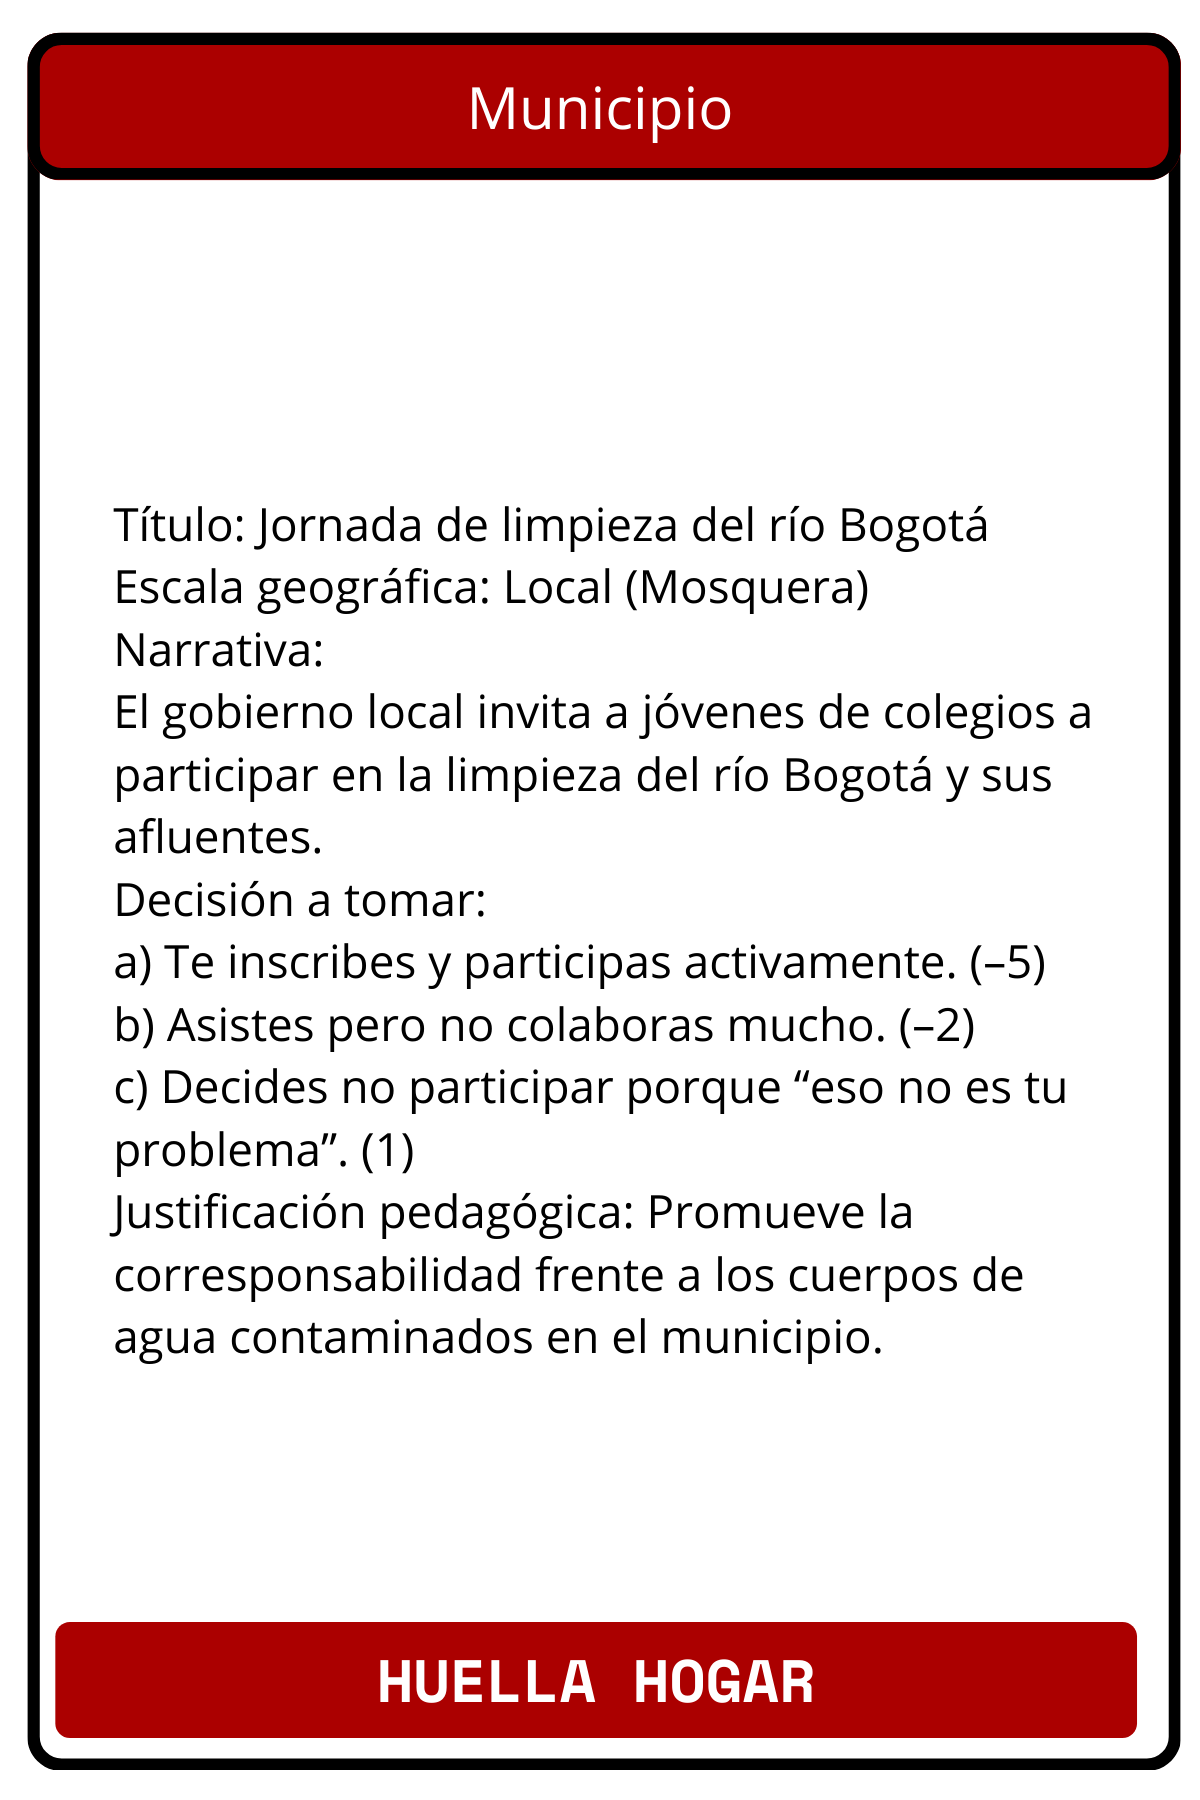 Municipio
Título: Jornada de limpieza del río Bogotá
Escala geográfica: Local (Mosquera)
Narrativa:
El gobierno local invita a jóvenes de colegios a
participar en la limpieza del río Bogotá y sus
afluentes.
Decisión a tomar:
a) Te inscribes y participas activamente. (–5)
b) Asistes pero no colaboras mucho. (–2)
c) Decides no participar porque “eso no es tu
problema”. (1)
Justificación pedagógica: Promueve la
corresponsabilidad frente a los cuerpos de
agua contaminados en el municipio.
HUELLA HOGAR